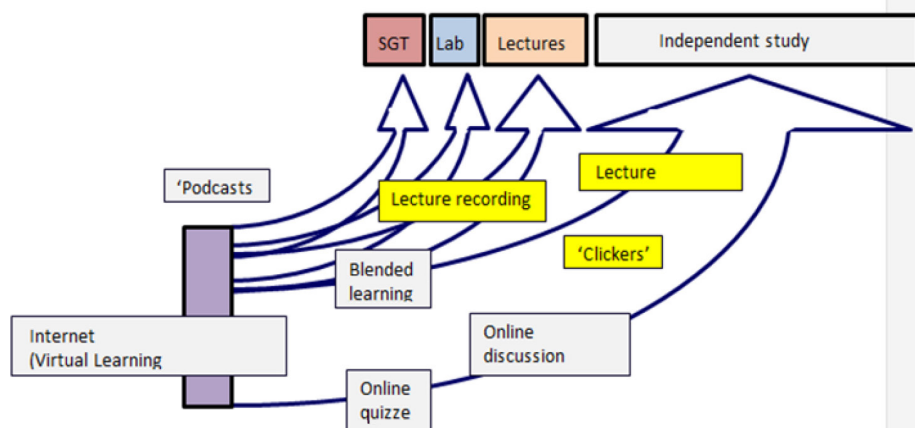 SGT
Lab
Lectures
Independent study
'Podcasts
Lecture recording
Lecture
'Clickers'
Blended
learning
Internet
(Virtual Learning
Online
discussion
Online
quizze